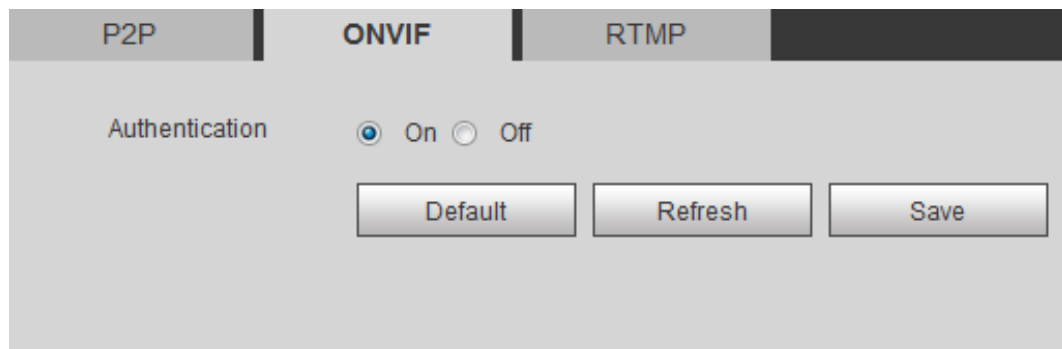 P2P ONVIF RTMP
Authentication On Off
Default Refresh Save